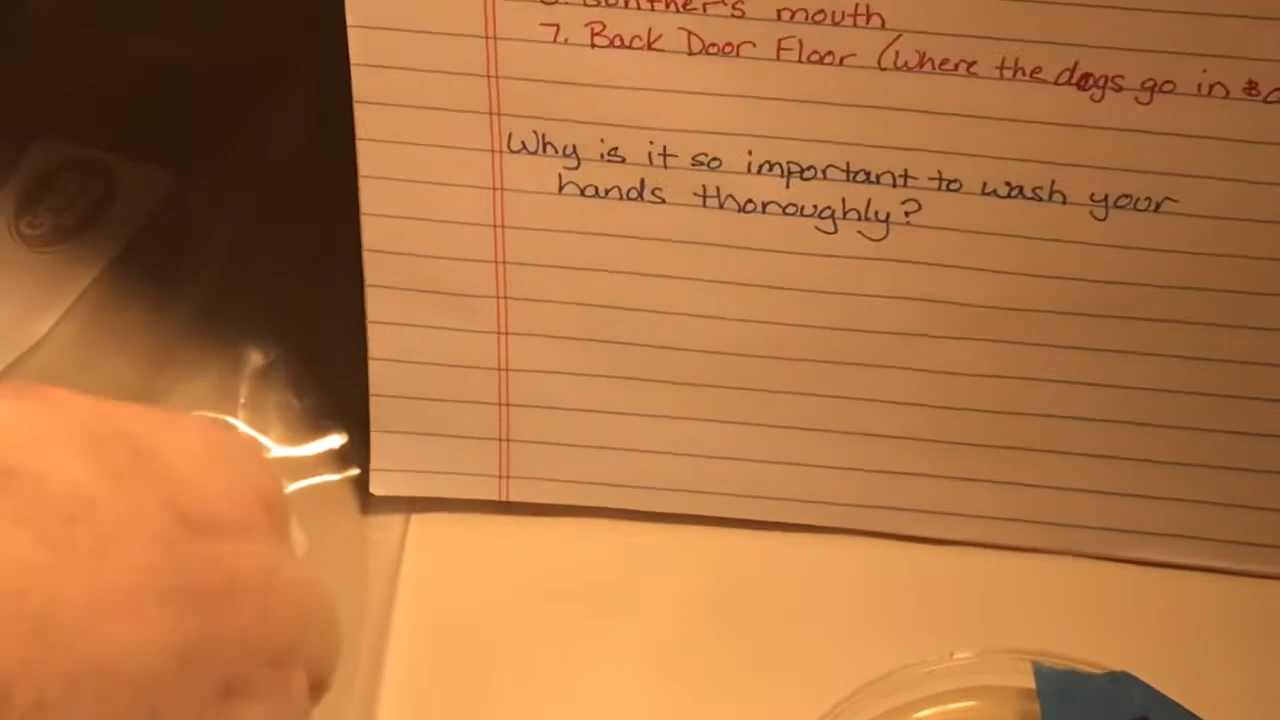 mouth
7. Back Door Floor (where the dogs go in &
Why is it so important to wash your
hands thoroughly?